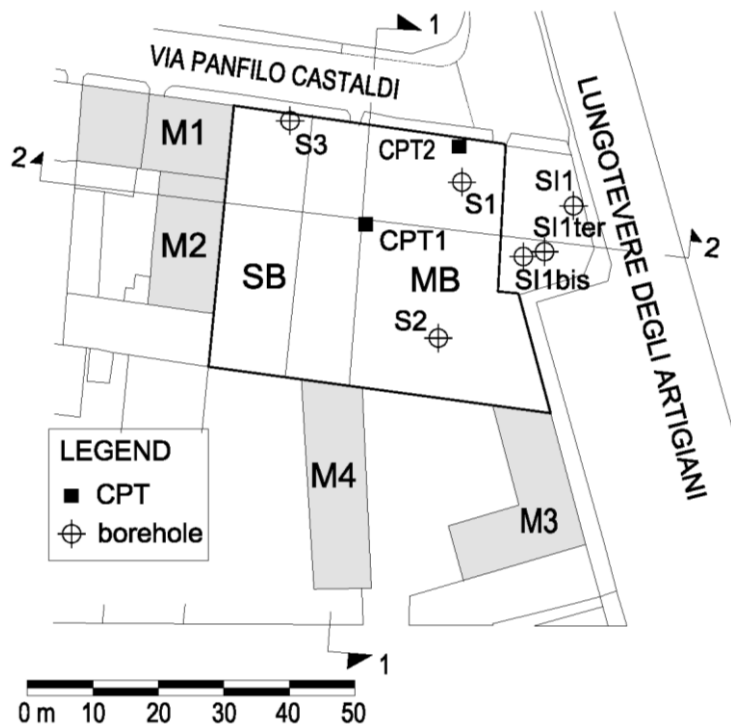 1
VIA PANFILO CASTALDI
LUNGOTEVERE DEGLI ARTIGIANI
M1
S3
CPT2
2
S1
SI1
SI1ter
M2
CPT1
2
SB
MB
SI1bis
S2
LEGEND
CPT
borehole
M4
M3
1
0 m 10 20 30 40 50